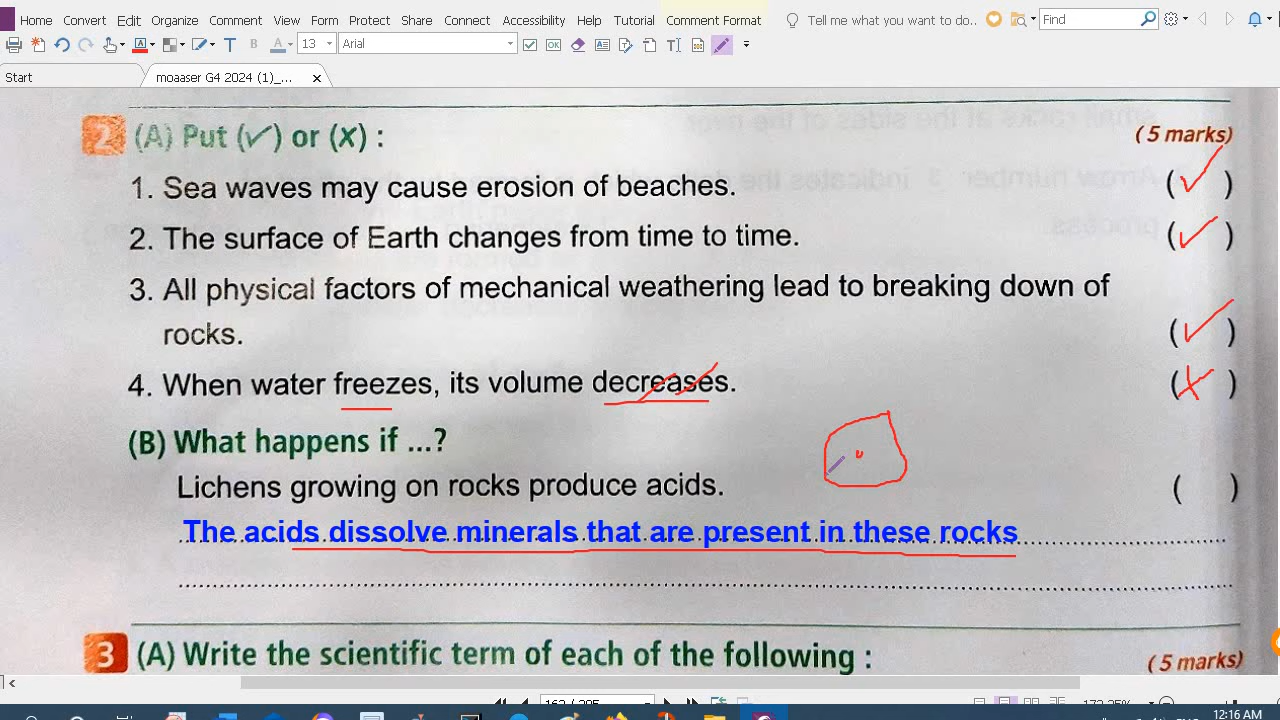 Home Convert Edit Organize Comment View Form Protect Share Connect Accessibility Help Tutorial Comment Format Tell me what you want to do.. Find
13 Arial
Start moaaser G4 2024 (1)_... ×
2 (A) Put (✓) or (x) : (5 marks)
1. Sea waves may cause erosion of beaches. (✓)
2. The surface of Earth changes from time to time. (✓)
3. All physical factors of mechanical weathering lead to breaking down of
rocks. (✓)
4. When water freezes, its volume decreases. (x)
(B) What happens if ...?
Lichens growing on rocks produce acids. ( )
The acids dissolve minerals that are present in these rocks
3 (A) Write the scientific term of each of the following : (5 marks)
12:16 AM